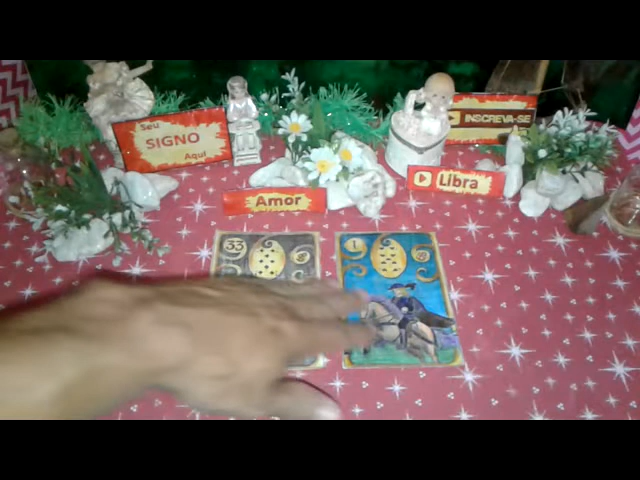 Seu
SIGNO
Aqui
INSCREVA-SE
Amor
Libra
33
1